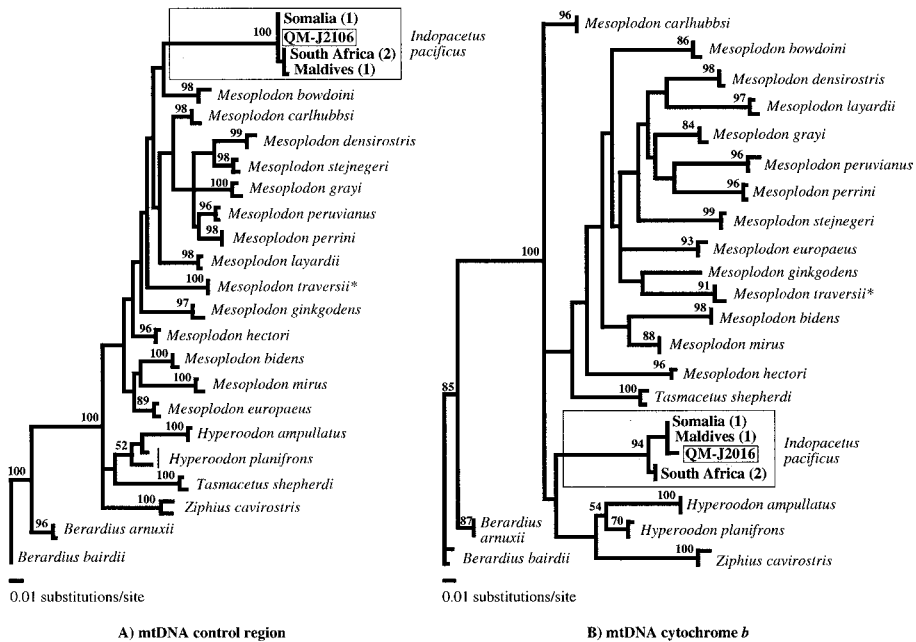 100
Somalia (1)
QM-J2106
South Africa (2)
Maldives (1)
Indopacetus
pacificus
98
Mesoplodon bowdoini
98
Mesoplodon carlhubbsi
99
Mesoplodon densirostris
98
Mesoplodon stejnegeri
100
Mesoplodon grayi
96
Mesoplodon peruvianus
98
Mesoplodon perrini
98
Mesoplodon layardii
100
Mesoplodon traversii*
97
Mesoplodon ginkgodens
96
Mesoplodon hectori
100
Mesoplodon bidens
100
Mesoplodon mirus
89
Mesoplodon europaeus
100
100
Hyperoodon ampullatus
52
Hyperoodon planifrons
100
Tasmacetus shepherdi
100
Ziphius cavirostris
100
96
Berardius arnuxii
Berardius bairdii
0.01 substitutions/site
A) mtDNA control region
96
Mesoplodon carlhubbsi
86
Mesoplodon bowdoini
98
Mesoplodon densirostris
97
Mesoplodon layardii
84
Mesoplodon grayi
96
Mesoplodon peruvianus
96
Mesoplodon perrini
99
Mesoplodon stejnegeri
93
Mesoplodon europaeus
100
Mesoplodon ginkgodens
91
Mesoplodon traversii*
98
Mesoplodon bidens
88
Mesoplodon mirus
96
Mesoplodon hectori
100
Tasmacetus shepherdi
85
94
Somalia (1)
Maldives (1)
QM-J2016
South Africa (2)
Indopacetus
pacificus
100
Hyperoodon ampullatus
54
70
Hyperoodon planifrons
100
Ziphius cavirostris
87
Berardius
arnuxii
Berardius bairdii
0.01 substitutions/site
B) mtDNA cytochrome b